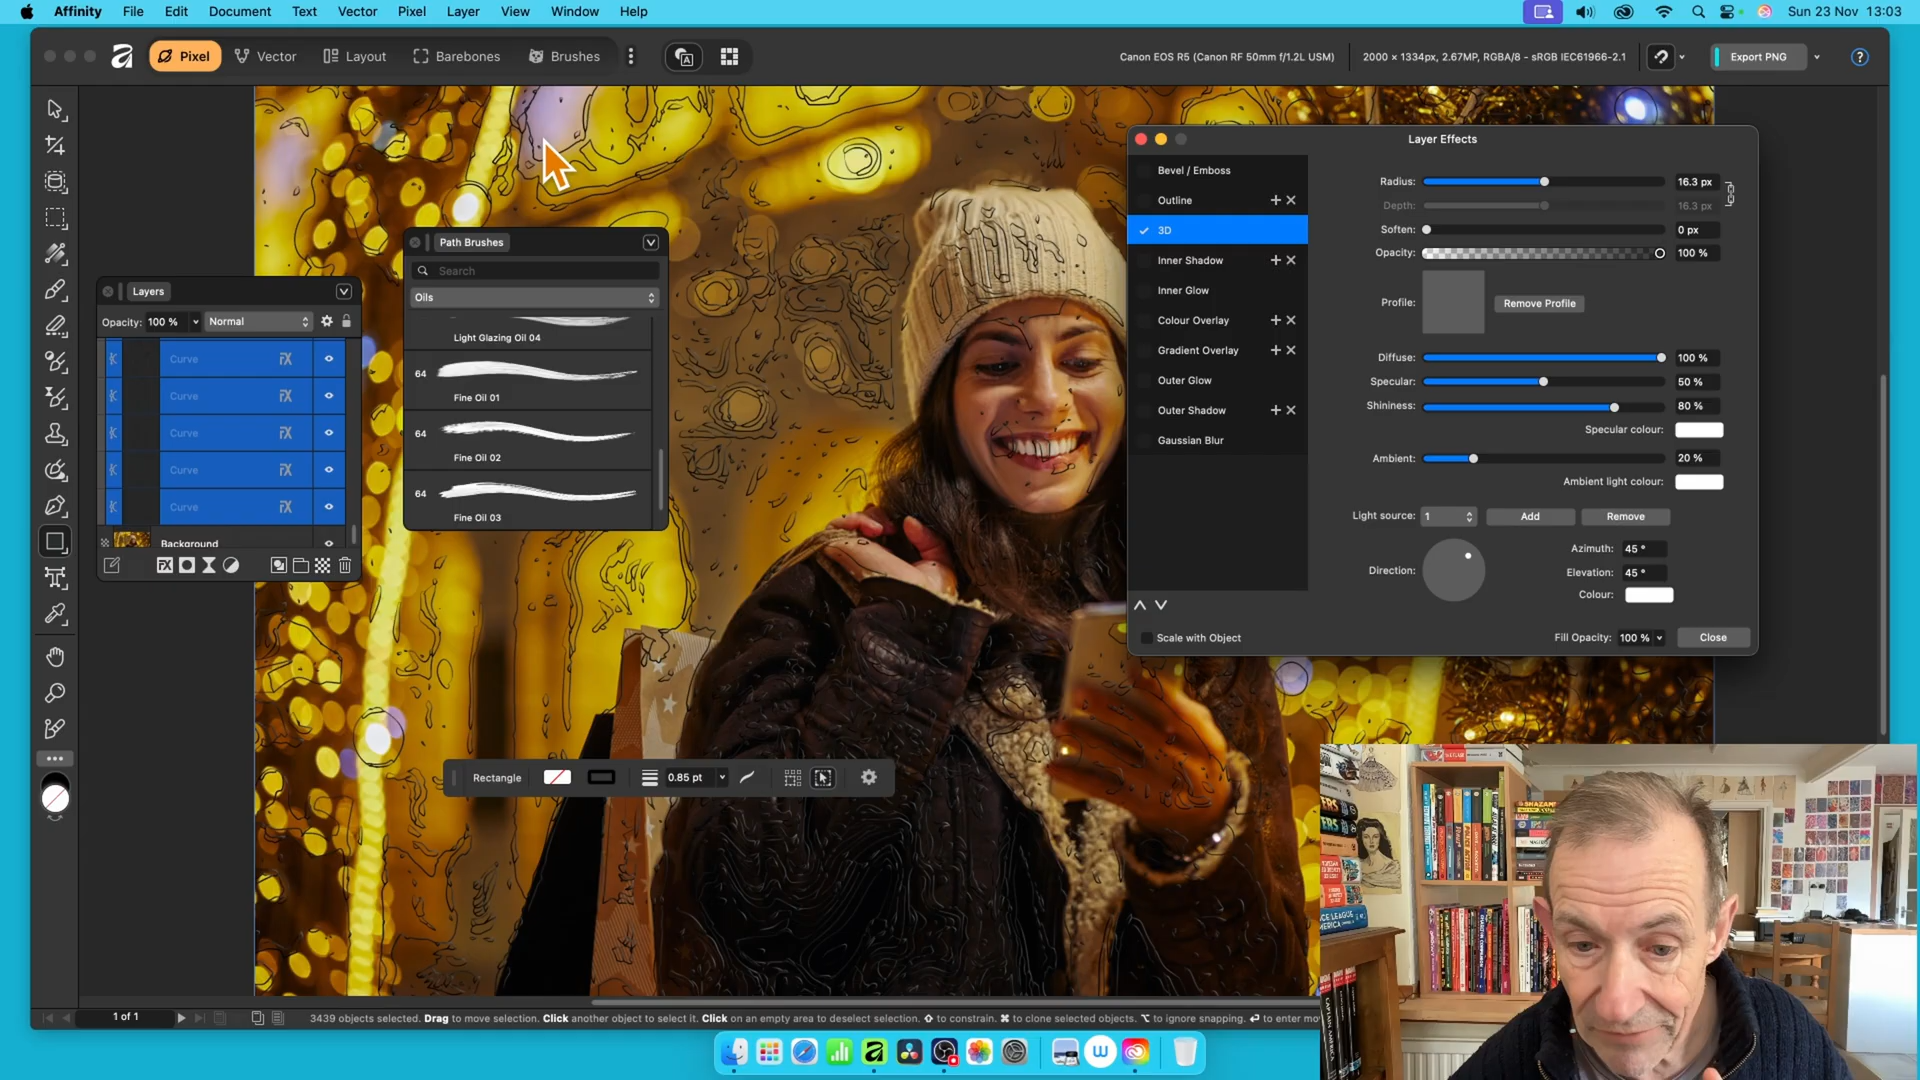 Affinity File Edit Document Text Vector Pixel Layer View Window Help Sun 23 Nov 13:03
Pixel Vector Layout Barebones Brushes Canon EOS R5 (Canon RF 50mm f/1.2L USM) 2000 × 1334px, 2.67MP, RGBA/8 - sRGB IEC61966-2.1 Export PNG ?
Layers
Opacity: 100 % Normal
Curve FX
Curve FX
Curve FX
Curve FX
Curve FX
Background
Path Brushes
Search
Oils
Light Glazing Oil 04
64
Fine Oil 01
64
Fine Oil 02
64
Fine Oil 03
Layer Effects
Bevel / Emboss
Outline
3D
Inner Shadow
Inner Glow
Colour Overlay
Gradient Overlay
Outer Glow
Outer Shadow
Gaussian Blur
Scale with Object
Radius: 16.3 px
Depth: 16.3 px
Soften: 0 px
Opacity: 100 %
Profile: Remove Profile
Diffuse: 100 %
Specular: 50 %
Shininess: 80 %
Specular colour:
Ambient: 20 %
Ambient light colour:
Light source: 1 Add Remove
Direction:
Azimuth: 45 °
Elevation: 45 °
Colour:
Fill Opacity: 100 % Close
Rectangle 0.85 pt
1 of 1
3439 objects selected. Drag to move selection. Click another object to select it. Click on an empty area to deselect selection. ⇧ to constrain. ⌘ to clone selected objects. ⌥ to ignore snapping. ↩ to enter mo
SHAZAM